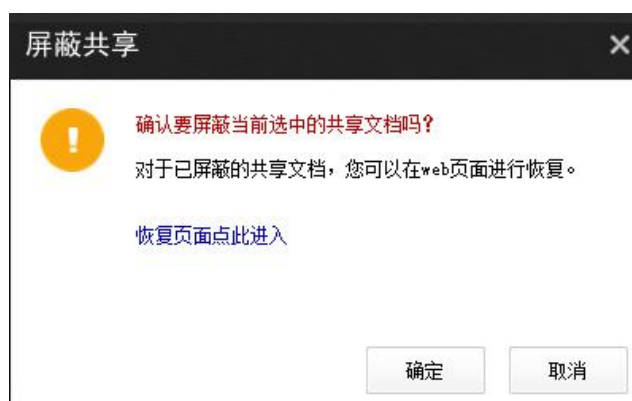 屏蔽共享
确认要屏蔽当前选中的共享文档吗?
对于已屏蔽的共享文档，您可以在web页面进行恢复。
恢复页面点此进入
确定 取消